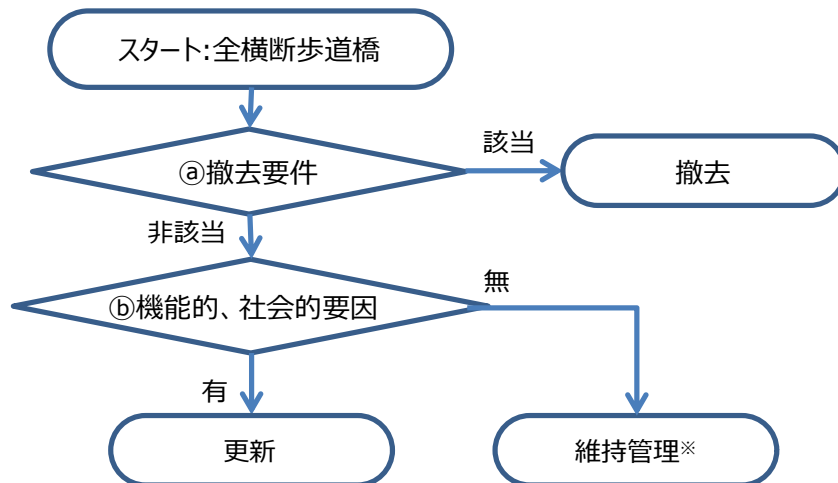 スタート:全横断歩道橋
ⓐ撤去要件
該当
撤去
非該当
ⓑ機能的、社会的要因
無
有
更新
維持管理※